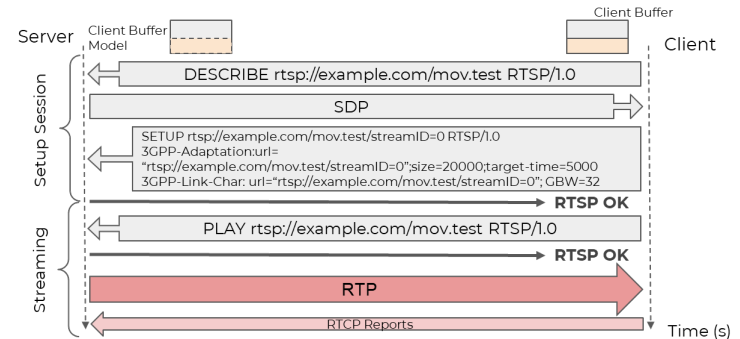 Client Buffer
Server
Client Buffer
Model
Client
DESCRIBE rtsp://example.com/mov.test RTSP/1.0
SDP
Setup Session
SETUP rtsp://example.com/mov.test/streamID=0 RTSP/1.0
3GPP-Adaptation:url=
“rtsp://example.com/mov.test/streamID=0”;size=20000;target-time=5000
3GPP-Link-Char: url=“rtsp://example.com/mov.test/streamID=0”; GBW=32
RTSP OK
Streaming
PLAY rtsp://example.com/mov.test RTSP/1.0
RTSP OK
RTP
RTCP Reports
Time (s)